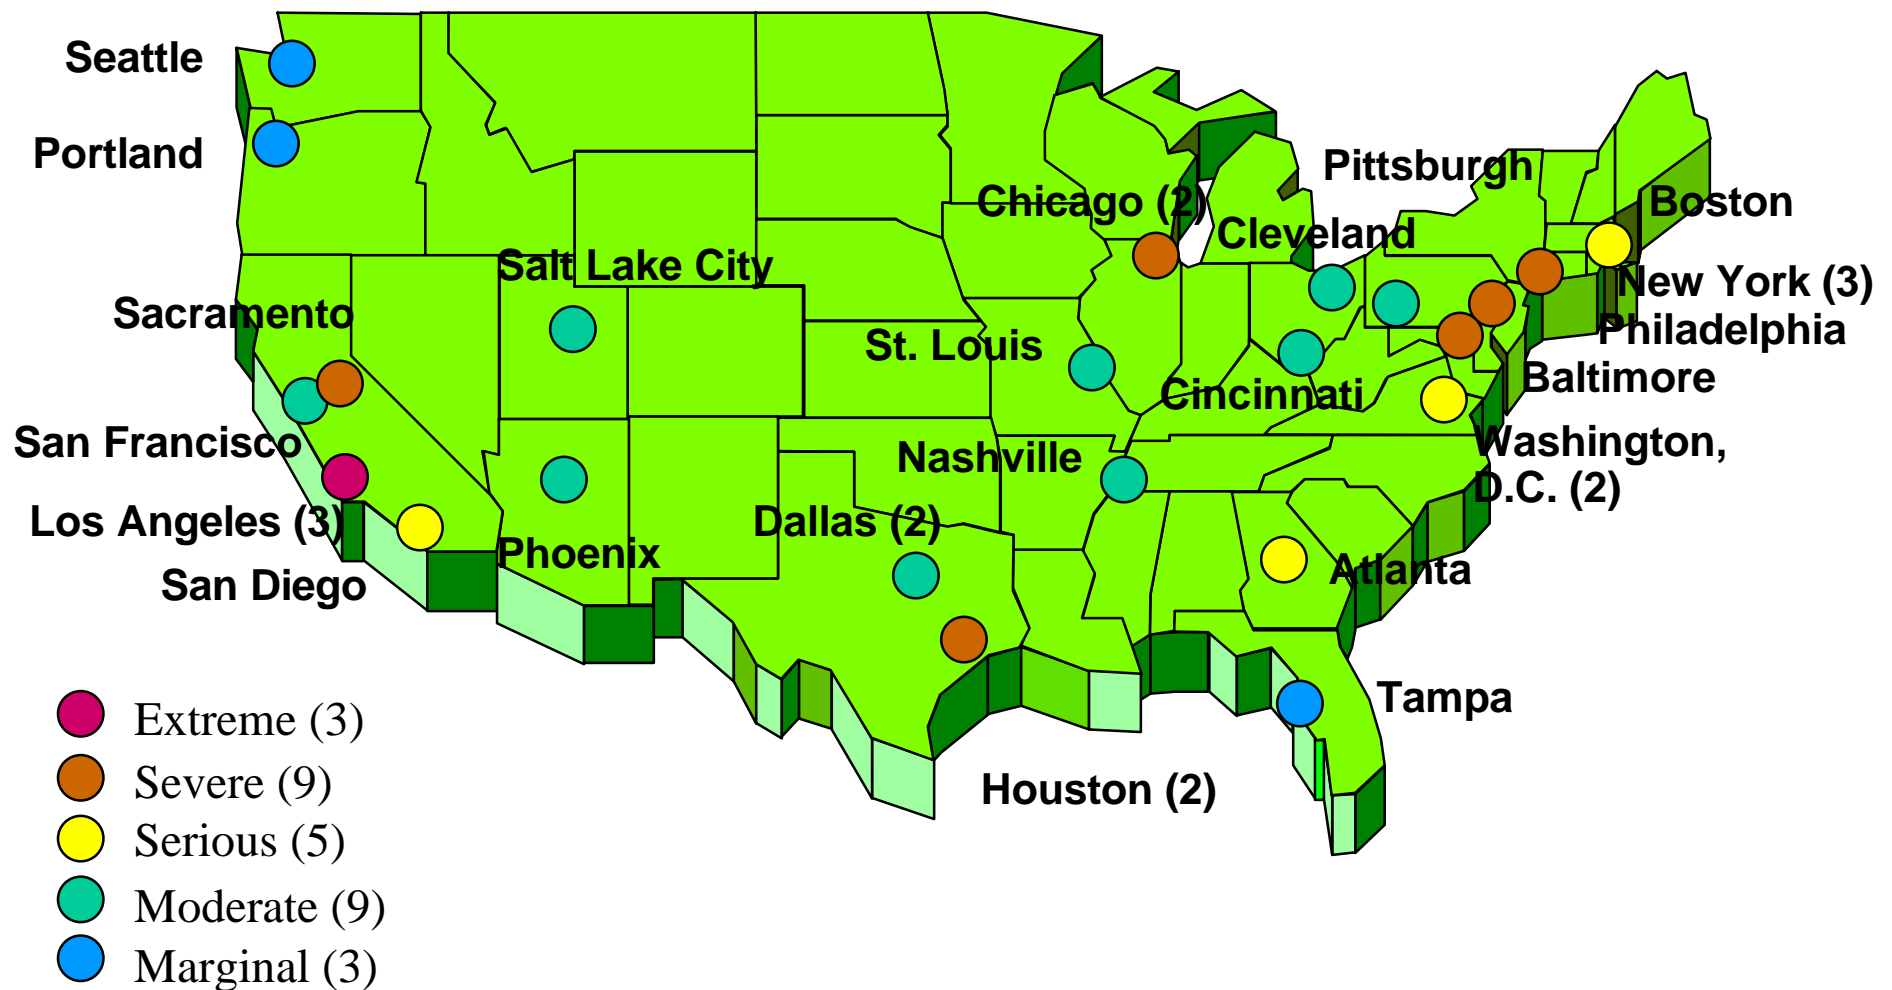 Seattle
Portland
Pittsburgh
Chicago (2)
Boston
Cleveland
Salt Lake City
New York (3)
Sacramento
Philadelphia
St. Louis
Baltimore
Cincinnati
San Francisco
Washington,
D.C. (2)
Nashville
Los Angeles (3)
Dallas (2)
Phoenix
Atlanta
San Diego
Tampa
Houston (2)
Extreme (3)
Severe (9)
Serious (5)
Moderate (9)
Marginal (3)